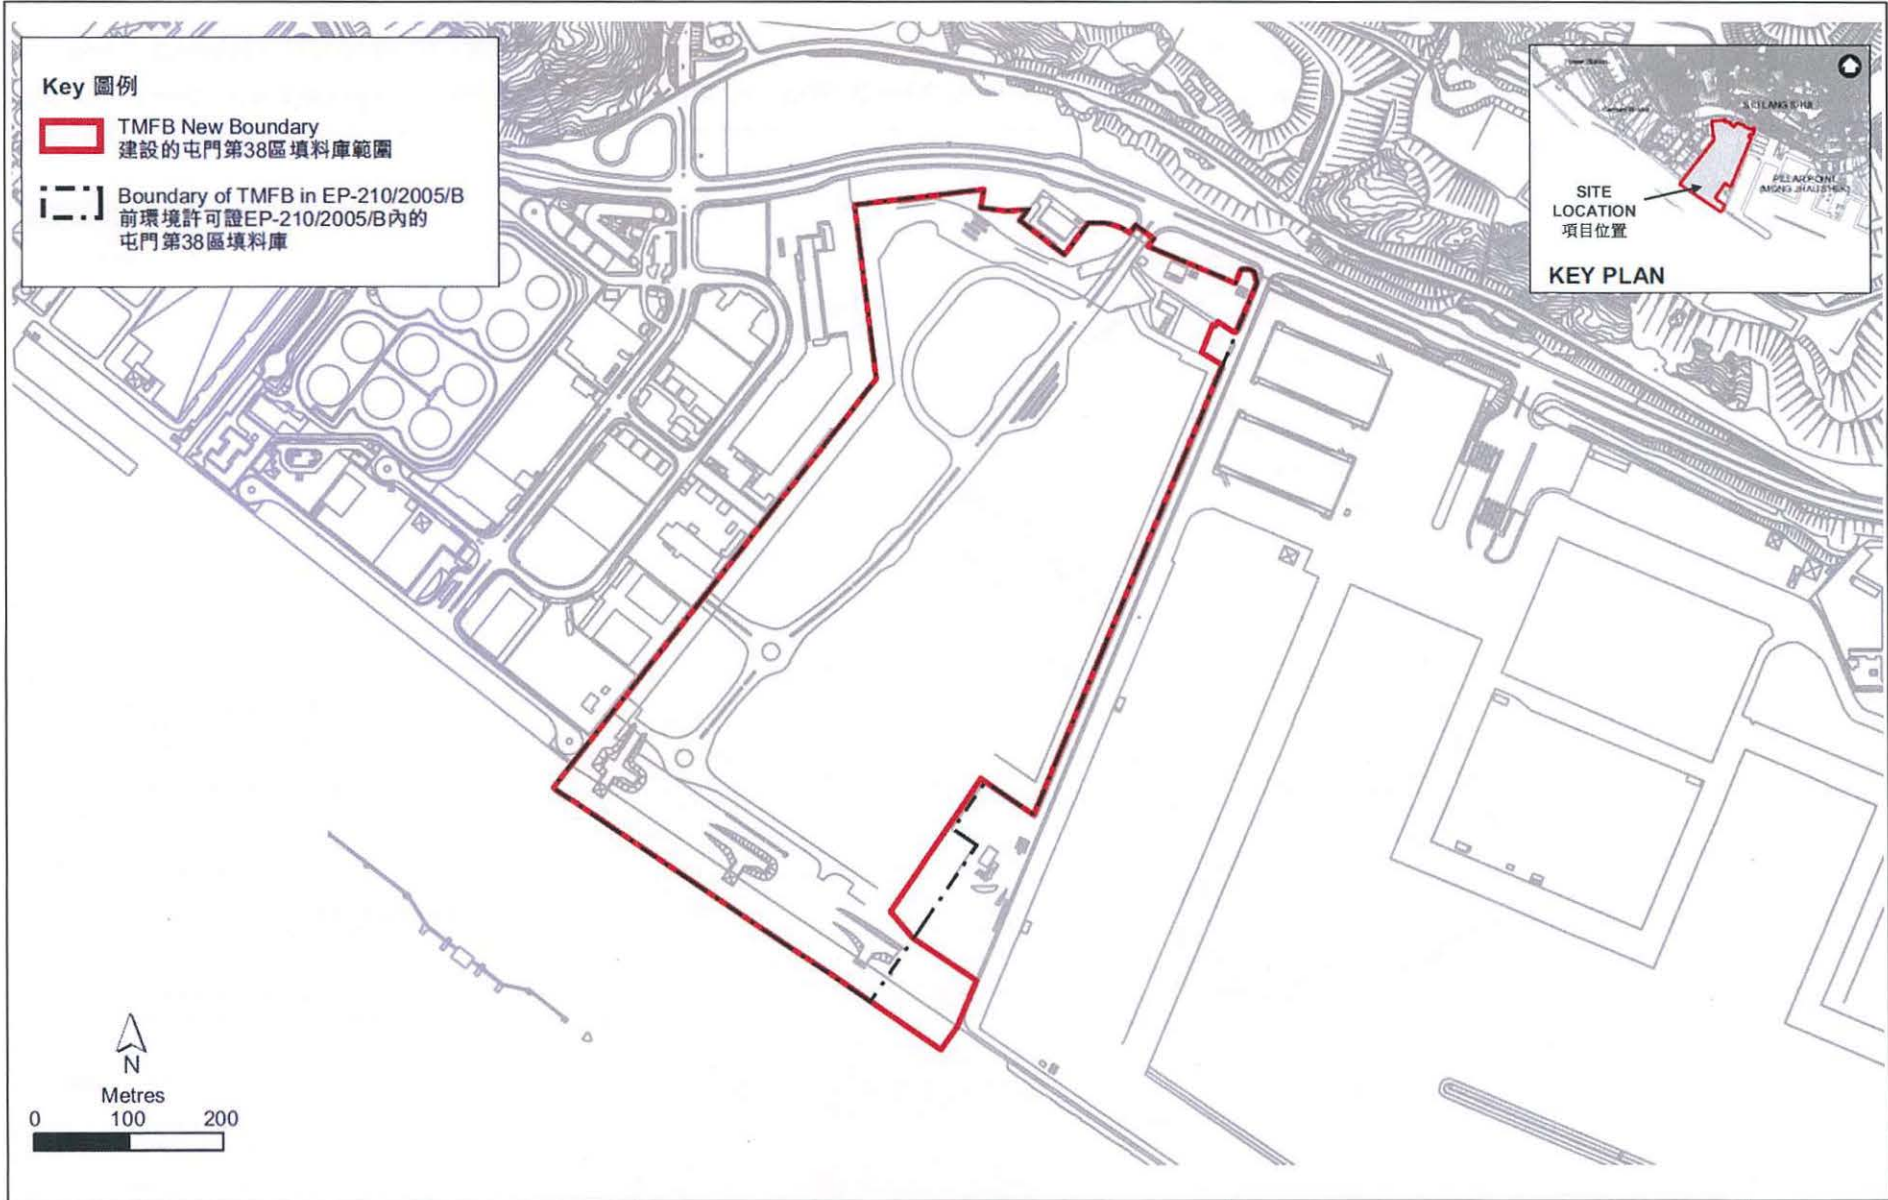 Key 圖例
TMFB New Boundary
建設的屯門第38區填料庫範圍
Boundary of TMFB in EP-210/2005/B
前環境許可證EP-210/2005/B內的
屯門第38區填料庫
SITE
LOCATION
項目位置
PILLAR POINT
KEY PLAN
N
Metres
0 100 200